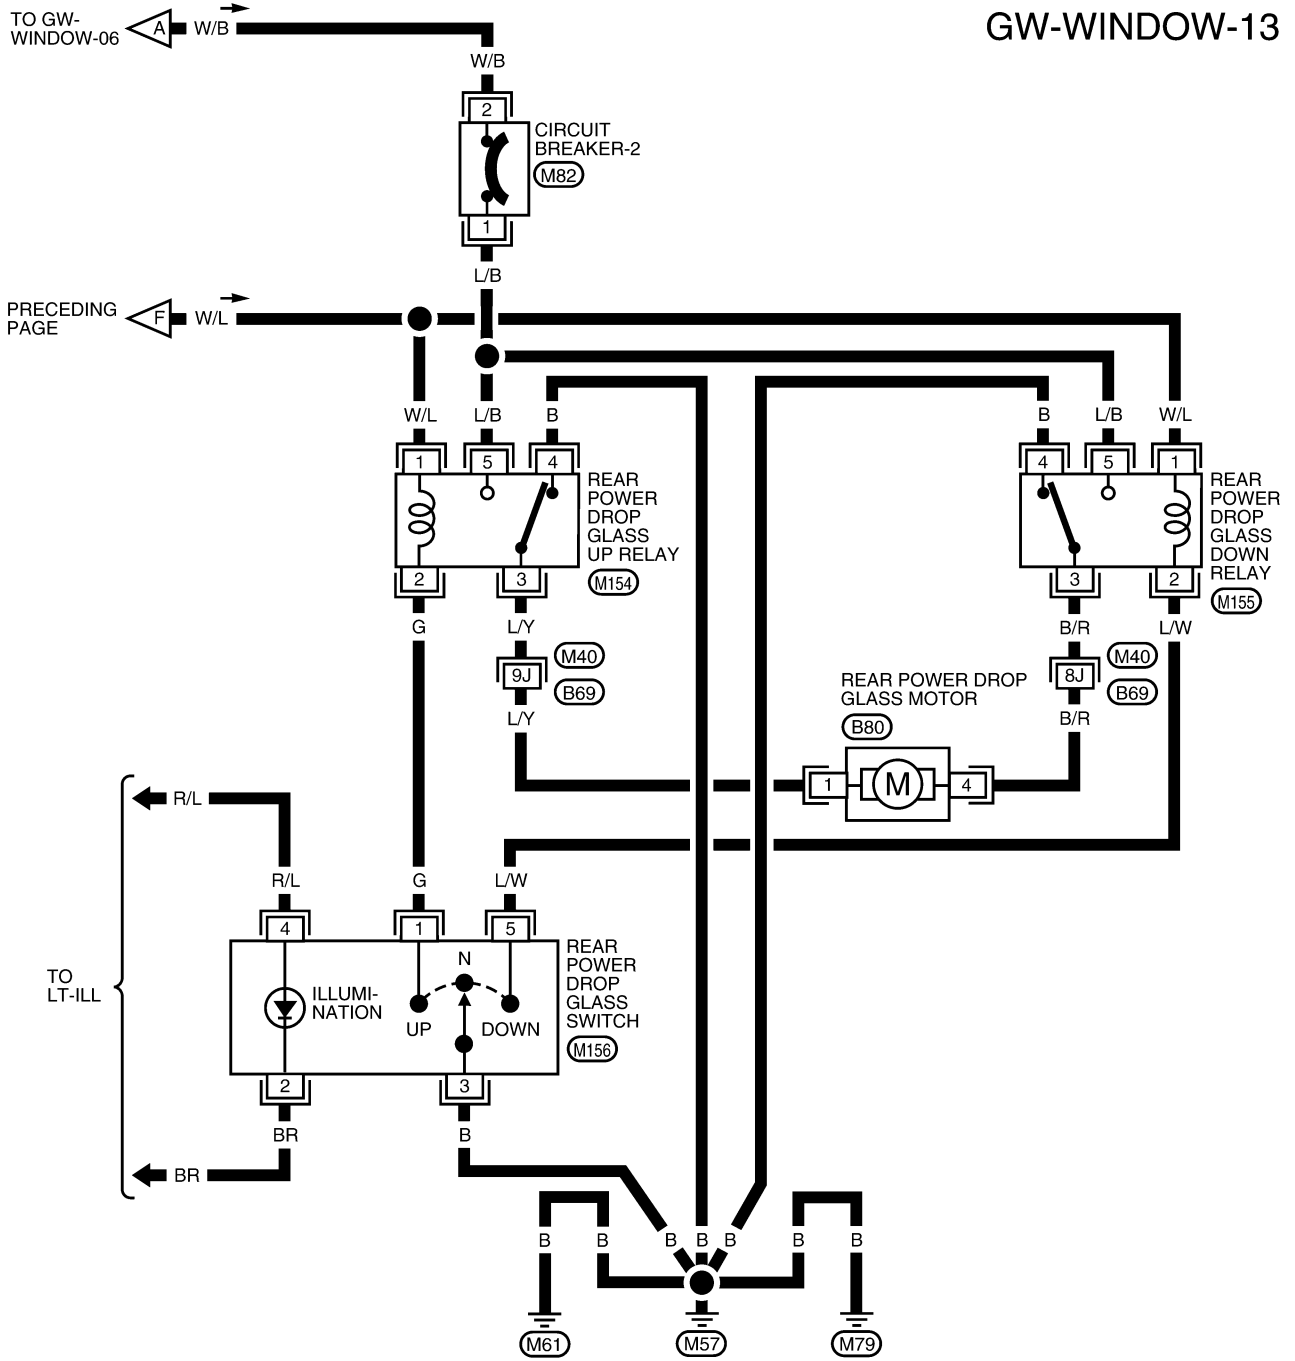 GW-WINDOW-13
TO GW-
WINDOW-06
A
W/B
W/B
2
CIRCUIT
BREAKER-2
M82
1
L/B
PRECEDING
PAGE
F
W/L
W/L
L/B
B
B
L/B
W/L
1
5
4
4
5
1
REAR
POWER
DROP
GLASS
UP RELAY
M154
REAR
POWER
DROP
GLASS
DOWN
RELAY
M155
2
3
3
2
G
L/Y
B/R
L/W
9J
M40
B69
8J
M40
B69
L/Y
B/R
REAR POWER DROP
GLASS MOTOR
B80
1
M
4
R/L
R/L
G
L/W
4
1
5
REAR
POWER
DROP
GLASS
SWITCH
M156
N
ILLUMI-
NATION
UP
DOWN
TO
LT-ILL
2
3
BR
B
BR
B
B
B
B
B
B
B
M61
M57
M79